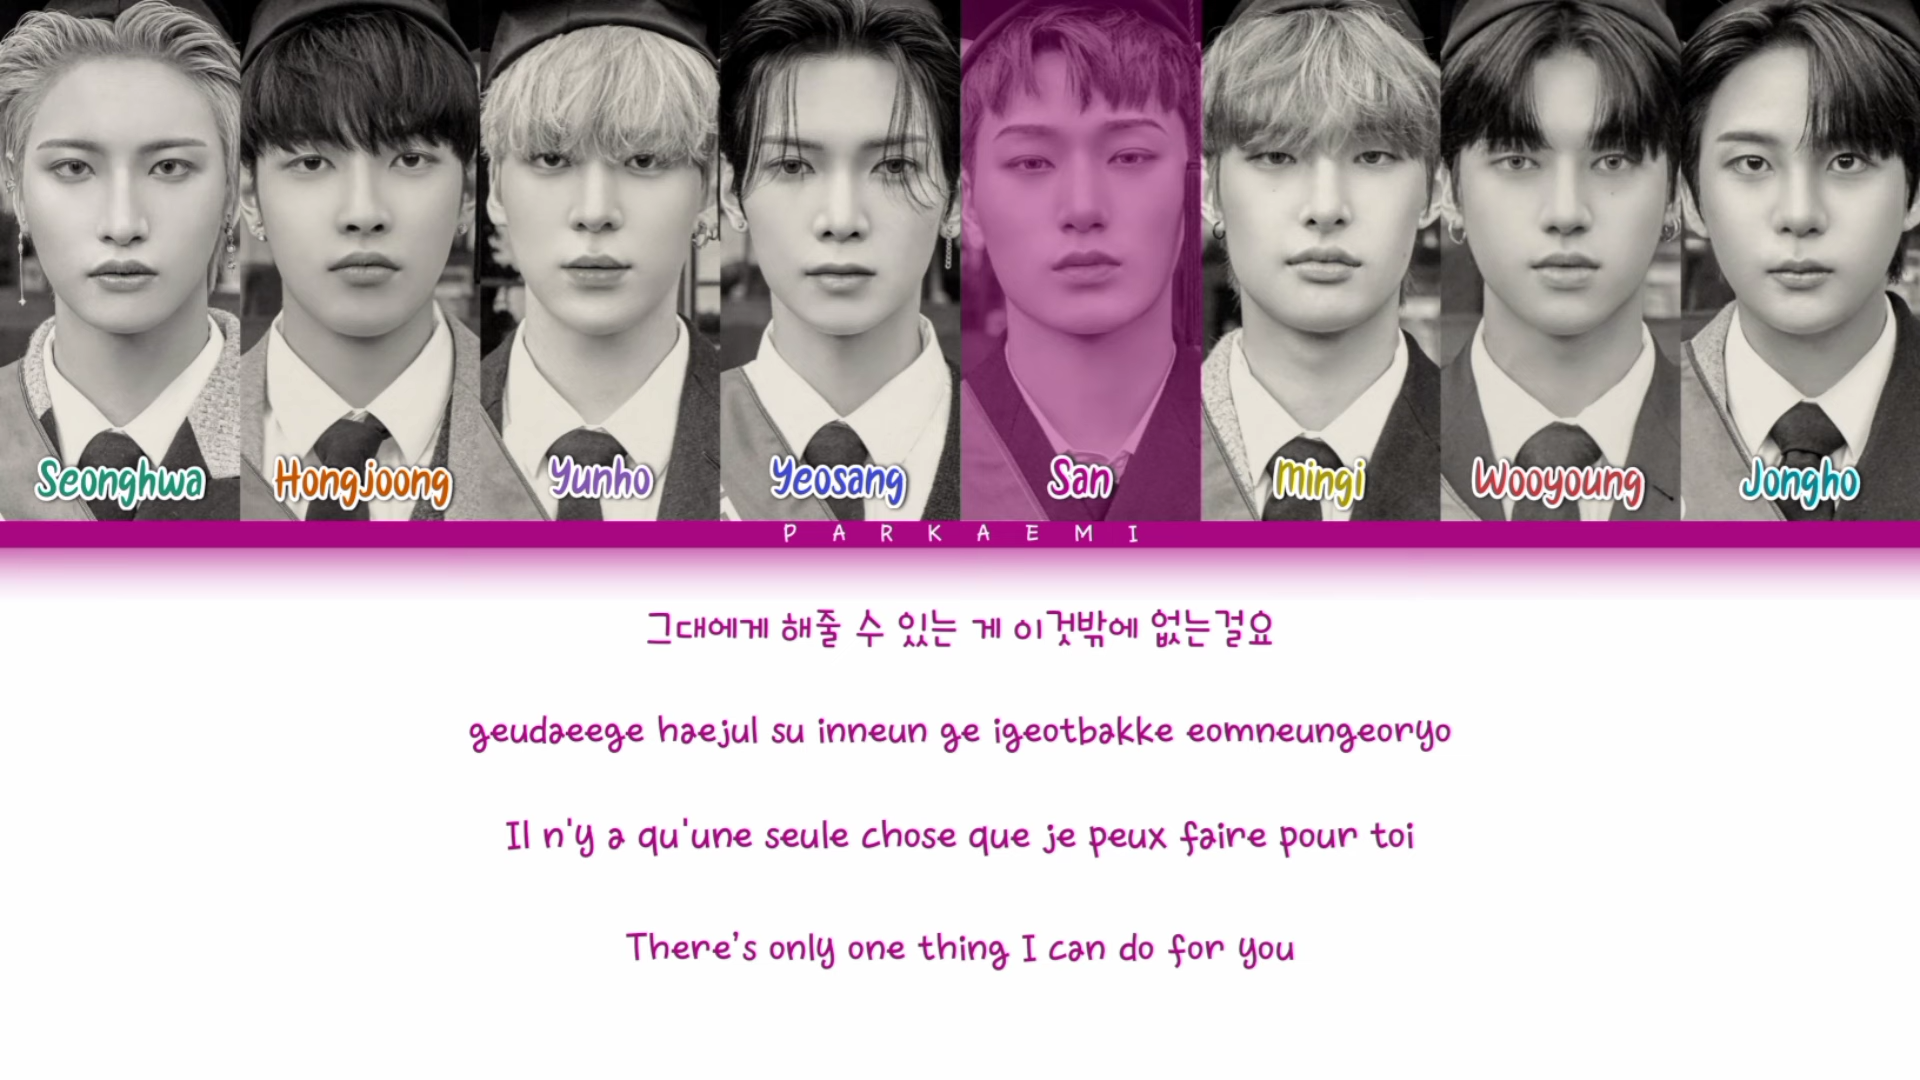 Seonghwa Hongjoong Yunho Yeosang San Mingi Wooyoung Jongho
PARKAEMI
그대에게 해줄 수 있는 게 이것밖에 없는걸요
geudaeege haejul su inneun ge igeotbakke eomneungeoryo
Il n'y a qu'une seule chose que je peux faire pour toi
There's only one thing I can do for you